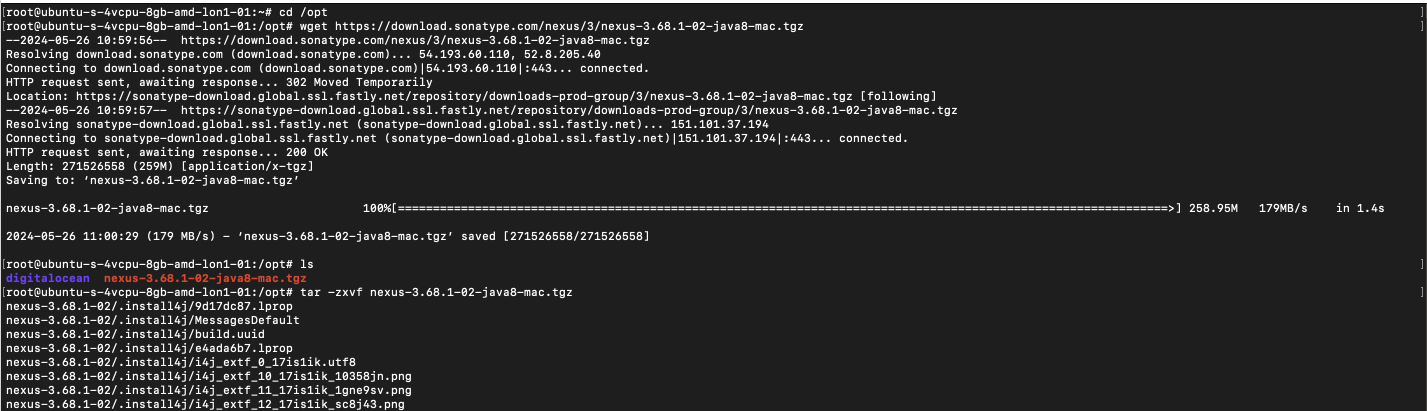 [root@ubuntu-s-4vcpu-8gb-amd-lon1-01:~# cd /opt ]
[root@ubuntu-s-4vcpu-8gb-amd-lon1-01:/opt# wget https://download.sonatype.com/nexus/3/nexus-3.68.1-02-java8-mac.tgz ]
--2024-05-26 10:59:56--  https://download.sonatype.com/nexus/3/nexus-3.68.1-02-java8-mac.tgz
Resolving download.sonatype.com (download.sonatype.com)... 54.193.60.110, 52.8.205.40
Connecting to download.sonatype.com (download.sonatype.com)|54.193.60.110|:443... connected.
HTTP request sent, awaiting response... 302 Moved Temporarily
Location: https://sonatype-download.global.ssl.fastly.net/repository/downloads-prod-group/3/nexus-3.68.1-02-java8-mac.tgz [following]
--2024-05-26 10:59:57--  https://sonatype-download.global.ssl.fastly.net/repository/downloads-prod-group/3/nexus-3.68.1-02-java8-mac.tgz
Resolving sonatype-download.global.ssl.fastly.net (sonatype-download.global.ssl.fastly.net)... 151.101.37.194
Connecting to sonatype-download.global.ssl.fastly.net (sonatype-download.global.ssl.fastly.net)|151.101.37.194|:443... connected.
HTTP request sent, awaiting response... 200 OK
Length: 271526558 (259M) [application/x-tgz]
Saving to: ‘nexus-3.68.1-02-java8-mac.tgz’
nexus-3.68.1-02-java8-mac.tgz 100%[==============================================================================================================>] 258.95M 179MB/s in 1.4s
2024-05-26 11:00:29 (179 MB/s) - ‘nexus-3.68.1-02-java8-mac.tgz’ saved [271526558/271526558]
[root@ubuntu-s-4vcpu-8gb-amd-lon1-01:/opt# ls ]
digitalocean  nexus-3.68.1-02-java8-mac.tgz
[root@ubuntu-s-4vcpu-8gb-amd-lon1-01:/opt# tar -zxvf nexus-3.68.1-02-java8-mac.tgz ]
nexus-3.68.1-02/.install4j/9d17dc87.lprop
nexus-3.68.1-02/.install4j/MessagesDefault
nexus-3.68.1-02/.install4j/build.uuid
nexus-3.68.1-02/.install4j/e4ada6b7.lprop
nexus-3.68.1-02/.install4j/i4j_extf_0_17is1ik.utf8
nexus-3.68.1-02/.install4j/i4j_extf_10_17is1ik_10358jn.png
nexus-3.68.1-02/.install4j/i4j_extf_11_17is1ik_1gne9sv.png
nexus-3.68.1-02/.install4j/i4j_extf_12_17is1ik_sc8j43.png